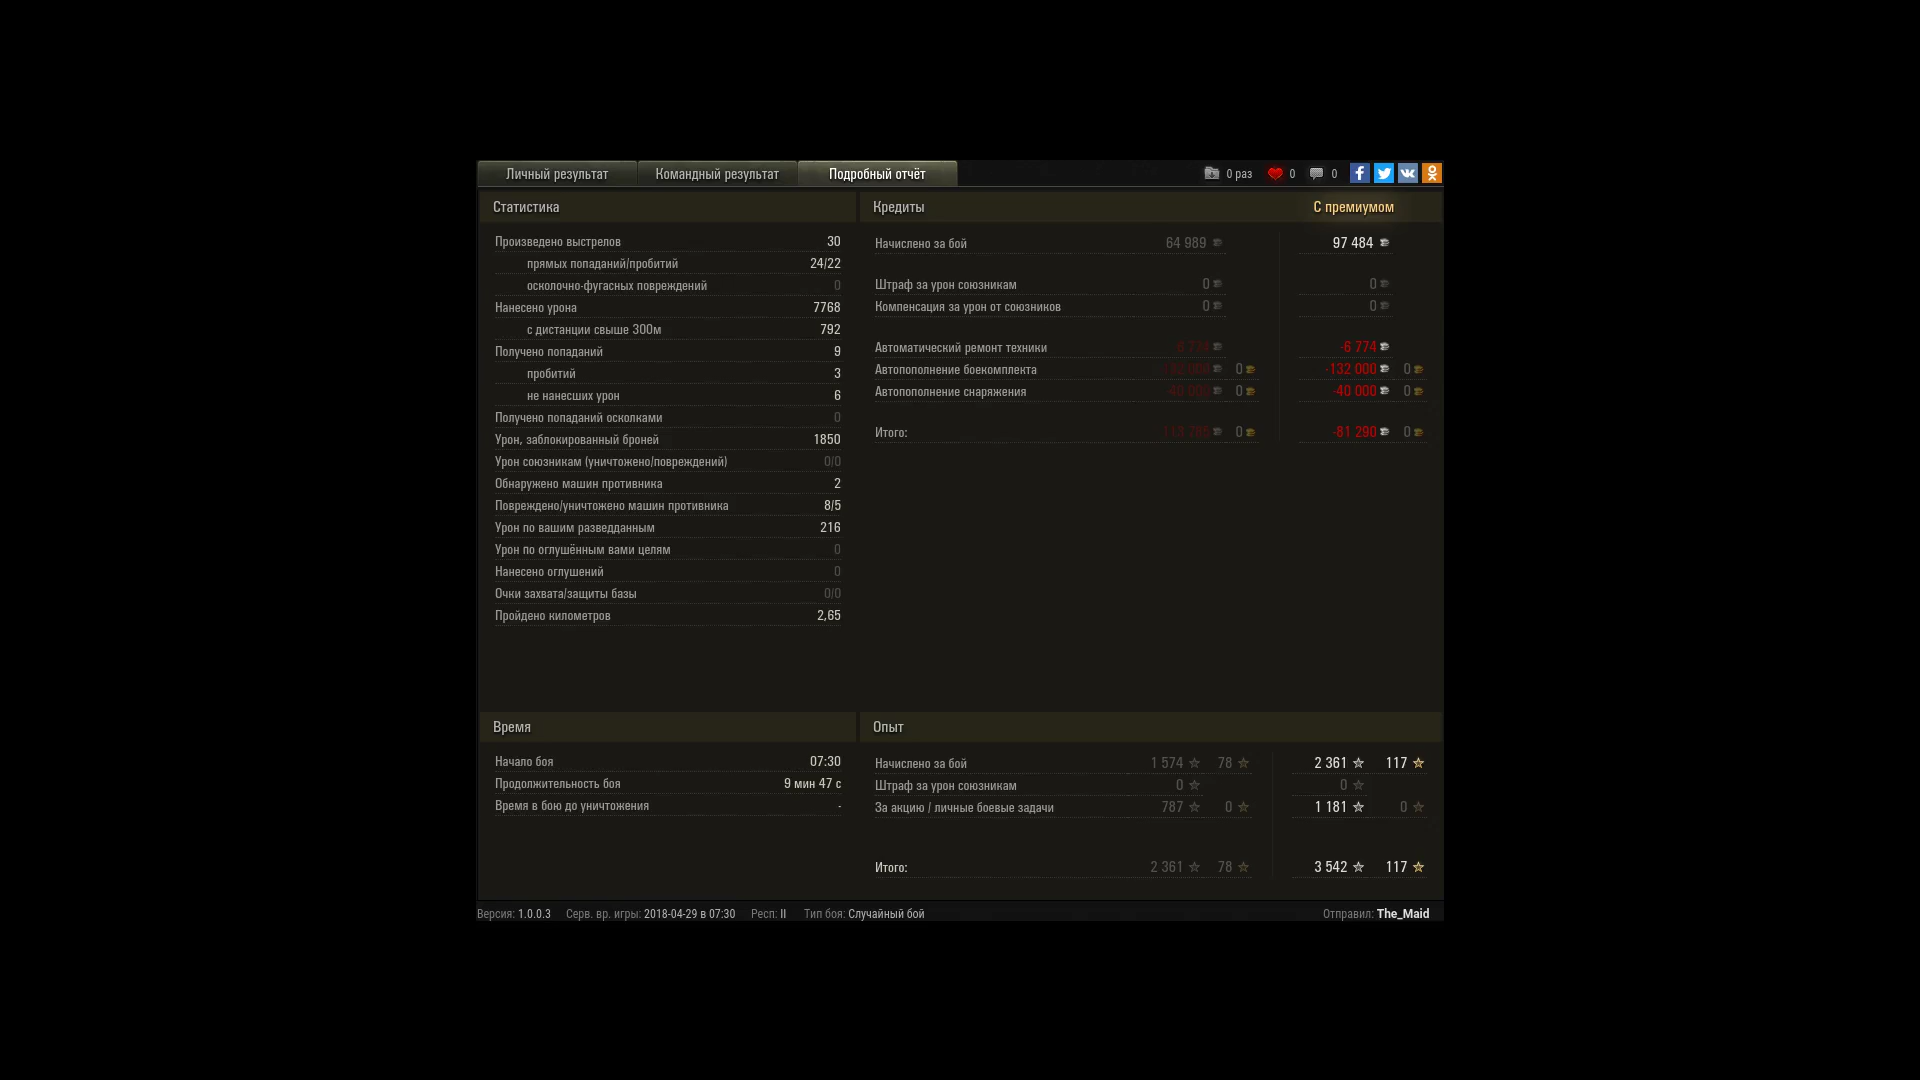 Личный результат Командный результат Подробный отчёт 0 раз 0 0
Статистика
Произведено выстрелов 30
прямых попаданий/пробитий 24/22
осколочно-фугасных повреждений 0
Нанесено урона 7768
с дистанции свыше 300м 792
Получено попаданий 9
пробитий 3
не нанесших урон 6
Получено попаданий осколками 0
Урон, заблокированный броней 1850
Урон союзникам (уничтожено/повреждений) 0/0
Обнаружено машин противника 2
Повреждено/уничтожено машин противника 8/5
Урон по вашим разведданным 216
Урон по оглушённым вами целям 0
Нанесено оглушений 0
Очки захвата/защиты базы 0/0
Пройдено километров 2,65
Кредиты С премиумом
Начислено за бой 64 989 97 484
Штраф за урон союзникам 0 0
Компенсация за урон от союзников 0 0
Автоматический ремонт техники -6 774 -6 774
Автопополнение боекомплекта -132 000 0 -132 000 0
Автопополнение снаряжения -40 000 0 -40 000 0
Итого: -113 785 0 -81 290 0
Время
Начало боя 07:30
Продолжительность боя 9 мин 47 с
Время в бою до уничтожения -
Опыт
Начислено за бой 1 574 78 2 361 117
Штраф за урон союзникам 0 0
За акцию / личные боевые задачи 787 0 1 181 0
Итого: 2 361 78 3 542 117
Версия: 1.0.0.3 Серв. вр. игры: 2018-04-29 в 07:30 Респ: II Тип боя: Случайный бой Отправил: The_Maid